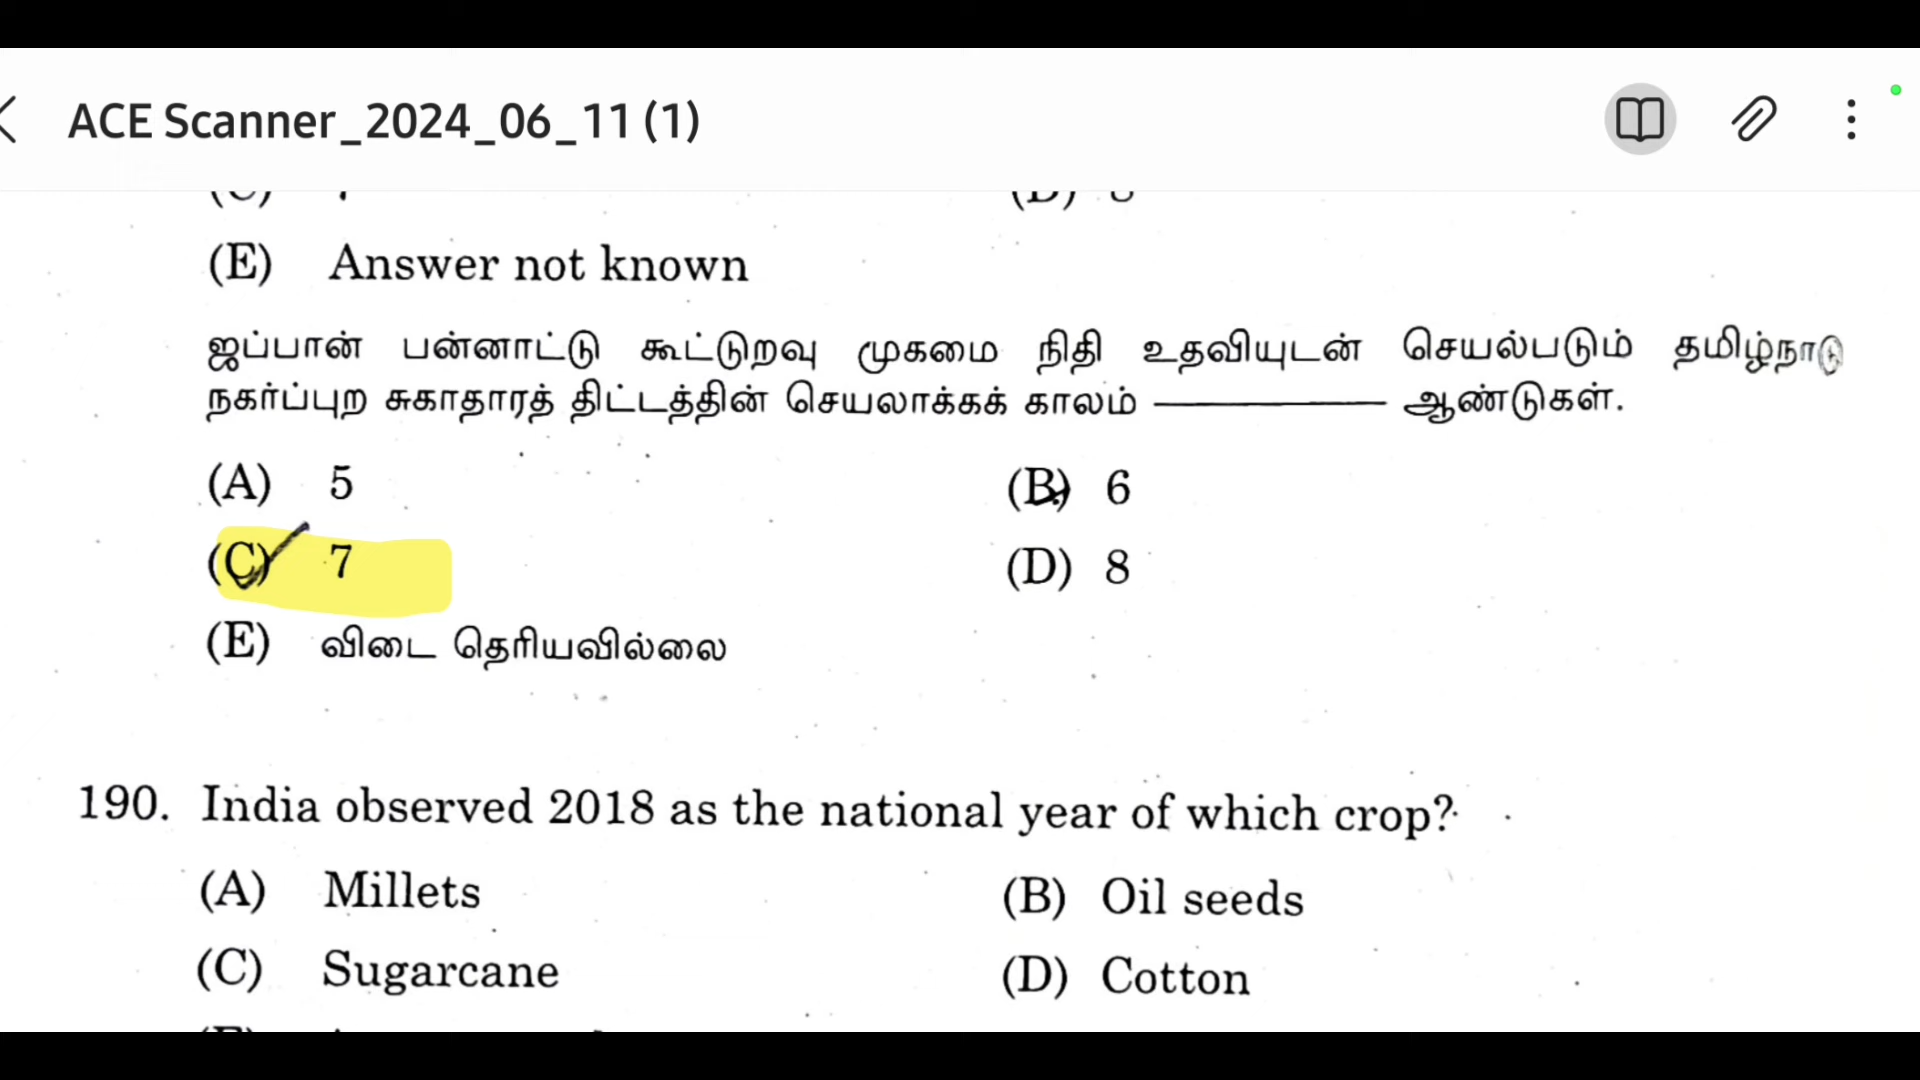 ACE Scanner_2024_06_11 (1)
(E) Answer not known
ஜப்பான் பன்னாட்டு கூட்டுறவு முகமை நிதி உதவியுடன் செயல்படும் தமிழ்நாடு
நகர்ப்புற சுகாதாரத் திட்டத்தின் செயலாக்கக் காலம் ———— ஆண்டுகள்.
(A) 5 (B) 6
(C) 7 (D) 8
(E) விடை தெரியவில்லை
190. India observed 2018 as the national year of which crop?
(A) Millets (B) Oil seeds
(C) Sugarcane (D) Cotton